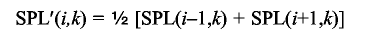 SPL′(i,k) = ½ [SPL(i–1,k) + SPL(i+1,k)]